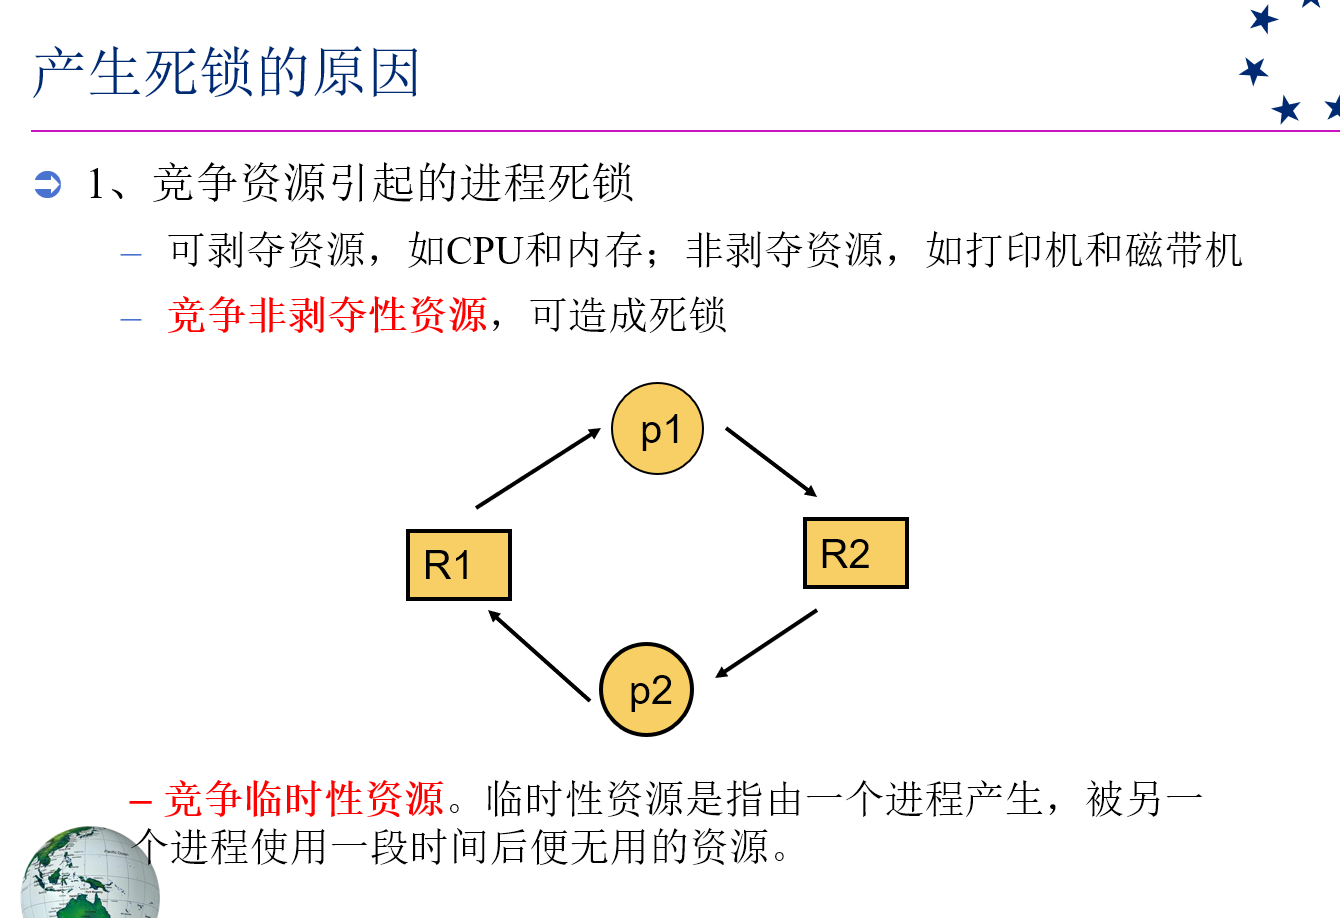 产生死锁的原因
1、竞争资源引起的进程死锁
– 可剥夺资源，如CPU和内存；非剥夺资源，如打印机和磁带机
– 竞争非剥夺性资源，可造成死锁
p1
R1
R2
p2
– 竞争临时性资源。临时性资源是指由一个进程产生，被另一
个进程使用一段时间后便无用的资源。